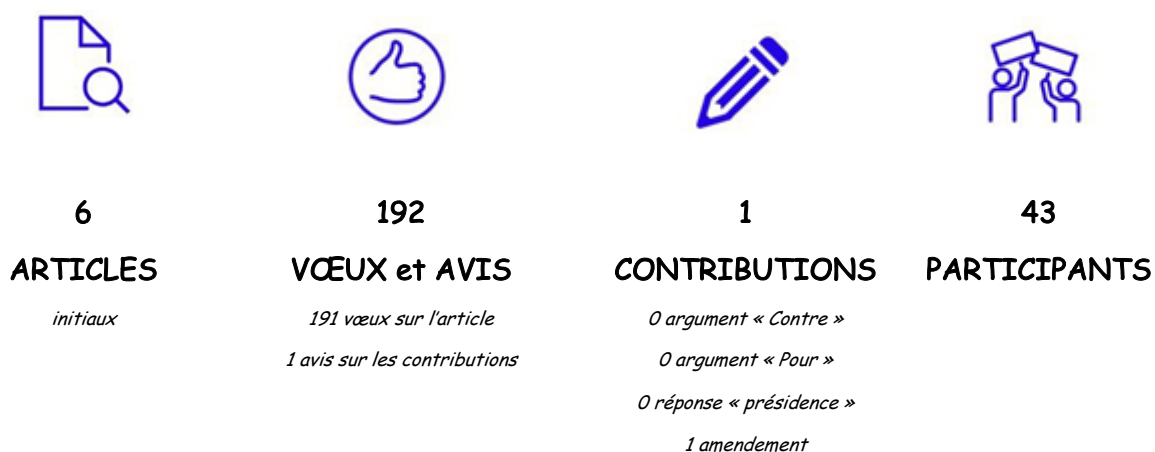 6
ARTICLES
initiaux
192
VŒUX et AVIS
191 vœux sur l'article
1 avis sur les contributions
1
CONTRIBUTIONS
0 argument « Contre »
0 argument « Pour »
0 réponse « présidence »
1 amendement
43
PARTICIPANTS